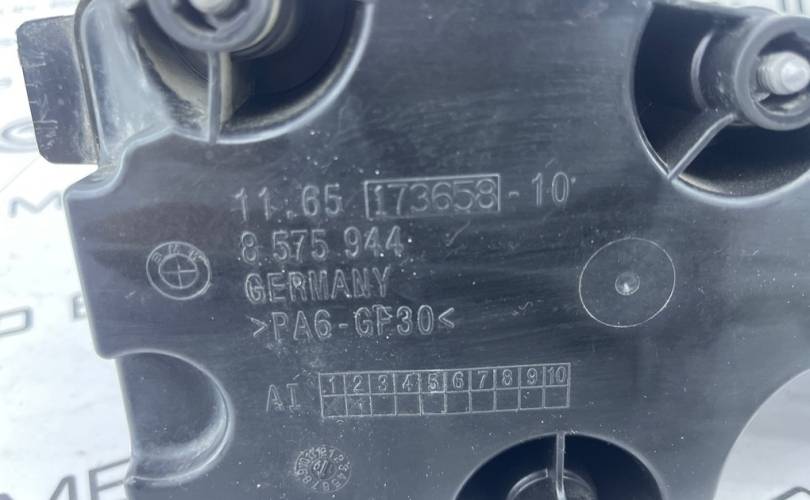 11.65 173658-10
8 575 944
BMW
GERMANY
>PA6-GF30<
AI 1 2 3 4 5 6 7 8 9 10